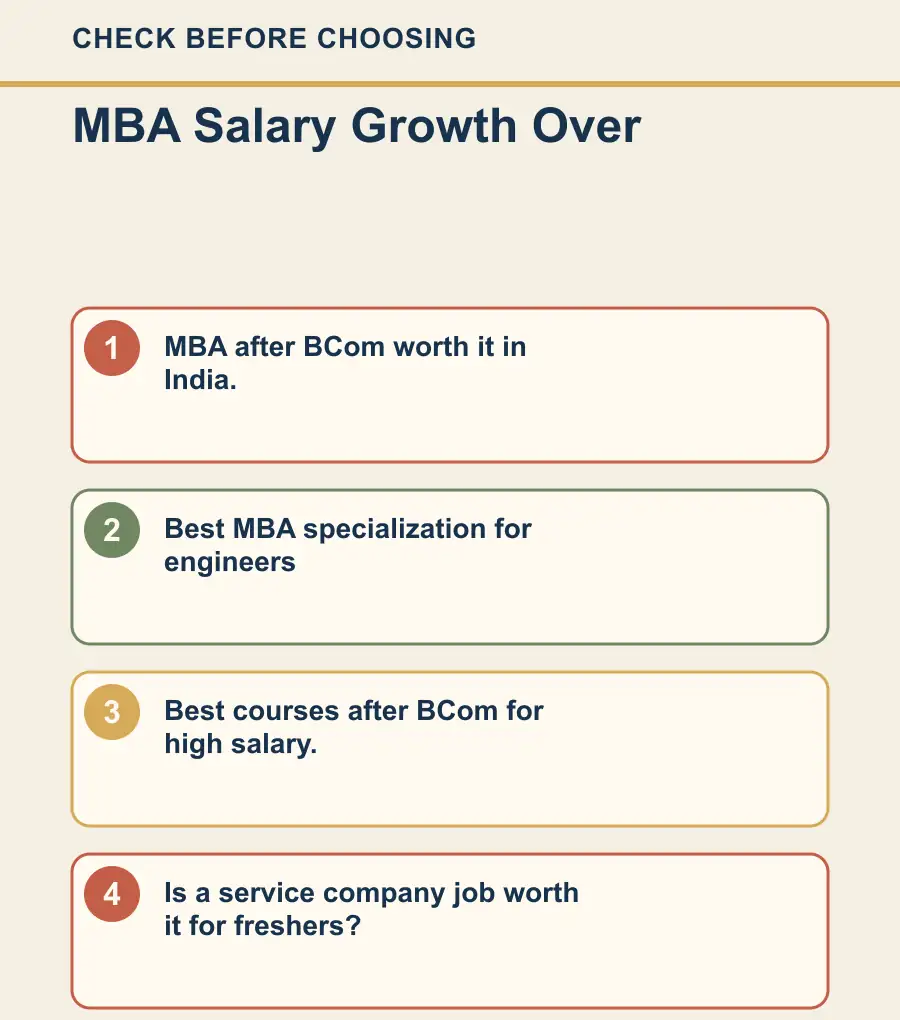 CHECK BEFORE CHOOSING
MBA Salary Growth Over
1
MBA after BCom worth it in
India.
2
Best MBA specialization for
engineers
3
Best courses after BCom for
high salary.
4
Is a service company job worth
it for freshers?